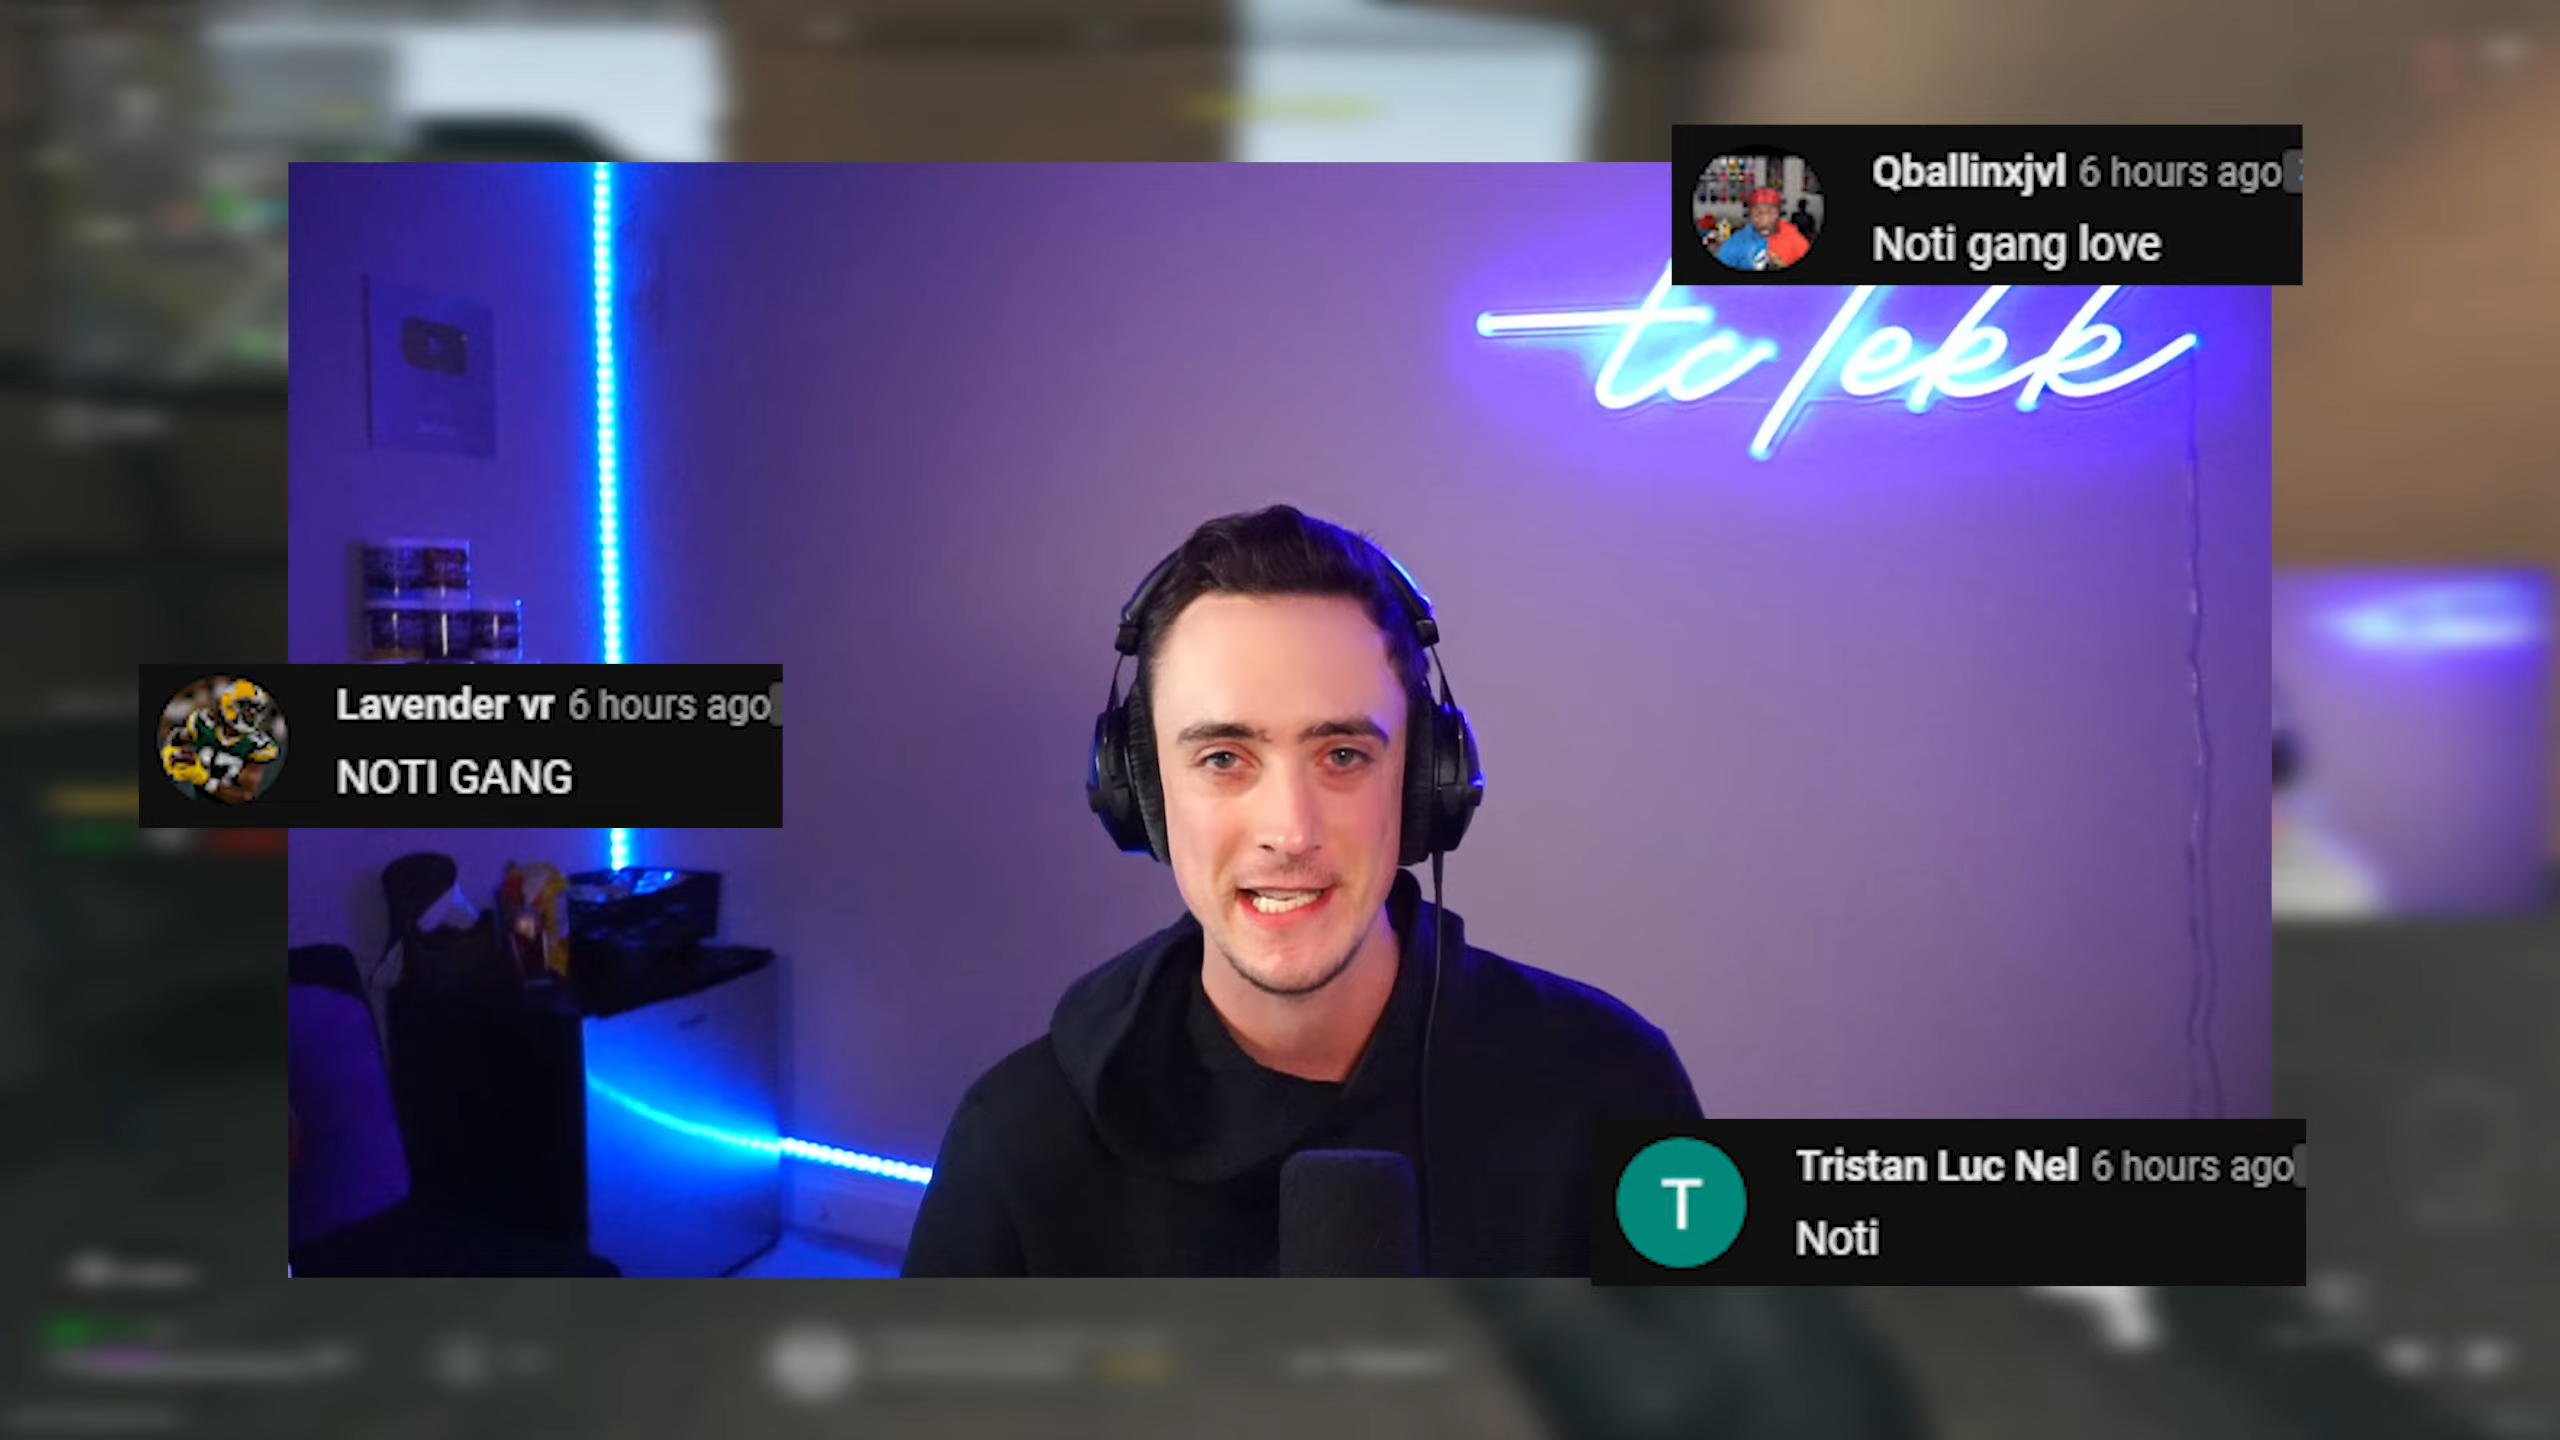 Qballinxjvl 6 hours ago
Noti gang love
tc lekk
Lavender vr 6 hours ago
NOTI GANG
T
Tristan Luc Nel 6 hours ago
Noti